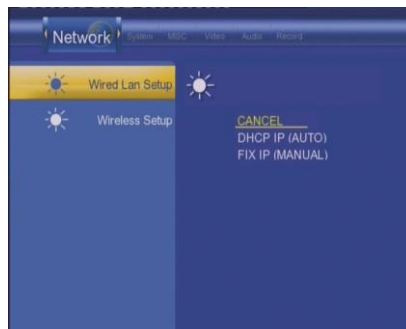 Network System MISC Video Audio Record
Wired Lan Setup
Wireless Setup
CANCEL
DHCP IP (AUTO)
FIX IP (MANUAL)